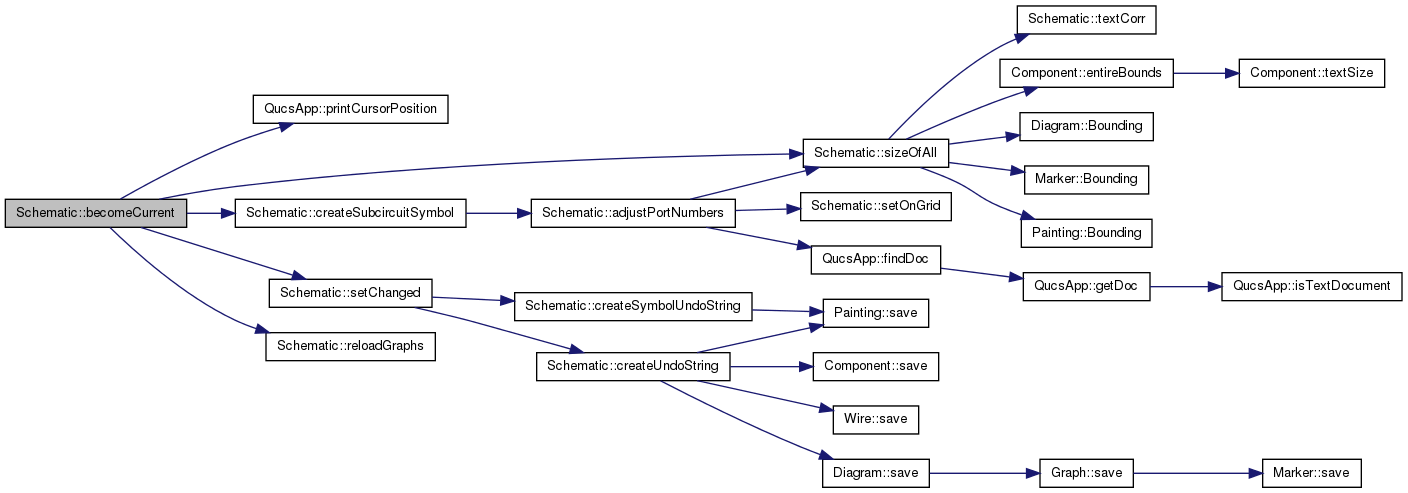 Schematic::textCorr
Component::entireBounds
Component::textSize
QucsApp::printCursorPosition
Diagram::Bounding
Schematic::sizeOfAll
Marker::Bounding
Schematic::becomeCurrent
Schematic::createSubcircuitSymbol
Schematic::adjustPortNumbers
Schematic::setOnGrid
Painting::Bounding
QucsApp::findDoc
QucsApp::getDoc
QucsApp::isTextDocument
Schematic::setChanged
Schematic::createSymbolUndoString
Painting::save
Schematic::reloadGraphs
Schematic::createUndoString
Component::save
Wire::save
Diagram::save
Graph::save
Marker::save